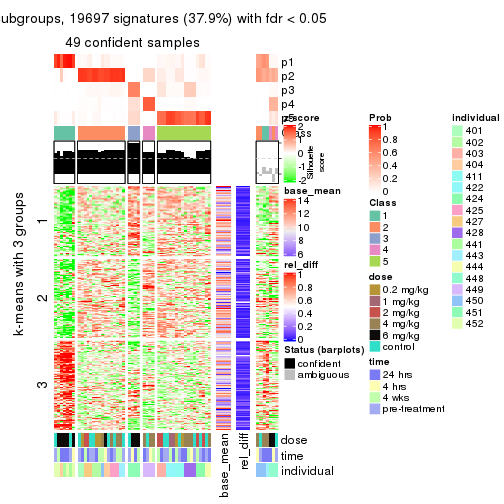 ubgroups, 19697 signatures (37.9%) with fdr < 0.05
49 confident samples
p1
p2
p3
p4
p5
Class
Silhouette
score
k-means with 3 groups
1
2
3
dose
time
individual
base_mean
rel_diff
z-score
2
1
0
-1
-2
base_mean
14
12
10
8
6
rel_diff
1
0.8
0.6
0.4
0.2
0
Status (barplots)
confident
ambiguous
Prob
1
0.8
0.6
0.4
0.2
0
Class
1
2
3
4
5
dose
0.2 mg/kg
1 mg/kg
2 mg/kg
4 mg/kg
6 mg/kg
control
time
24 hrs
4 hrs
4 wks
pre-treatment
individual
401
402
403
404
411
422
424
425
427
428
441
443
444
448
449
450
451
452